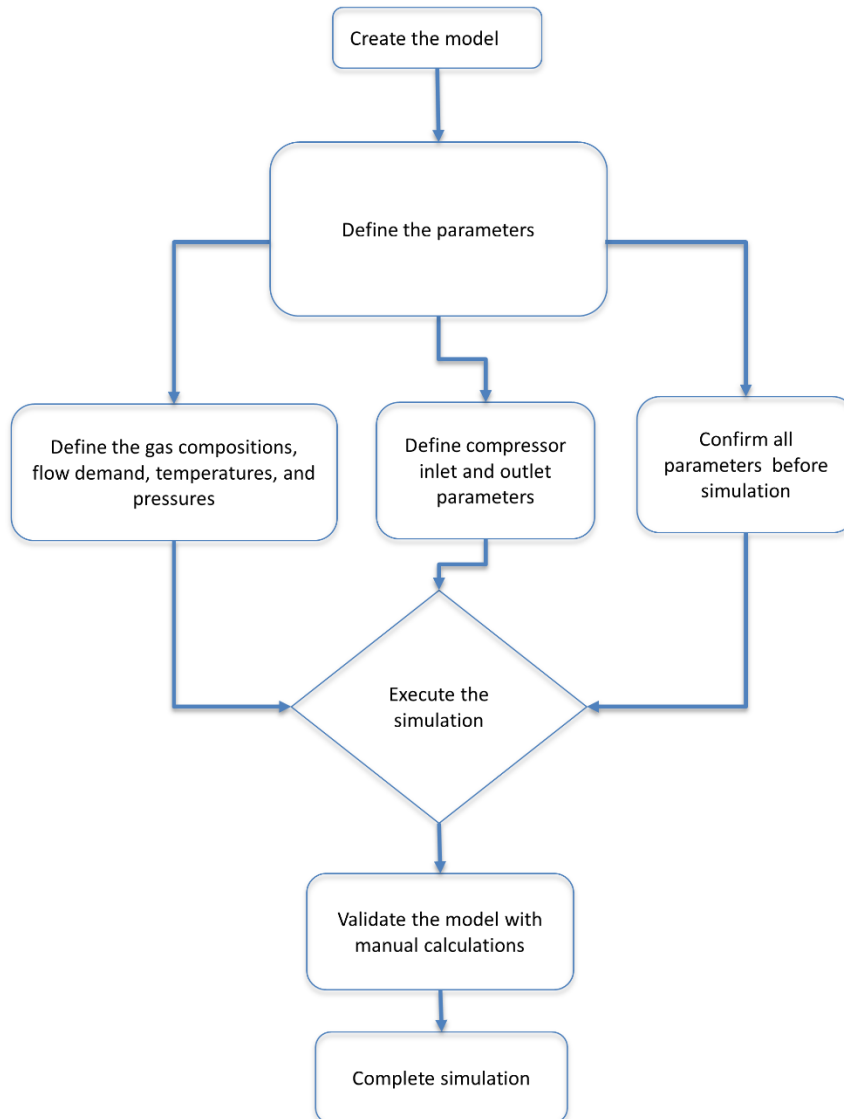 Create the model
Define the parameters
Define the gas compositions,
flow demand, temperatures, and
pressures
Define compressor
inlet and outlet
parameters
Confirm all
parameters  before
simulation
Execute the
simulation
Validate the model with
manual calculations
Complete simulation